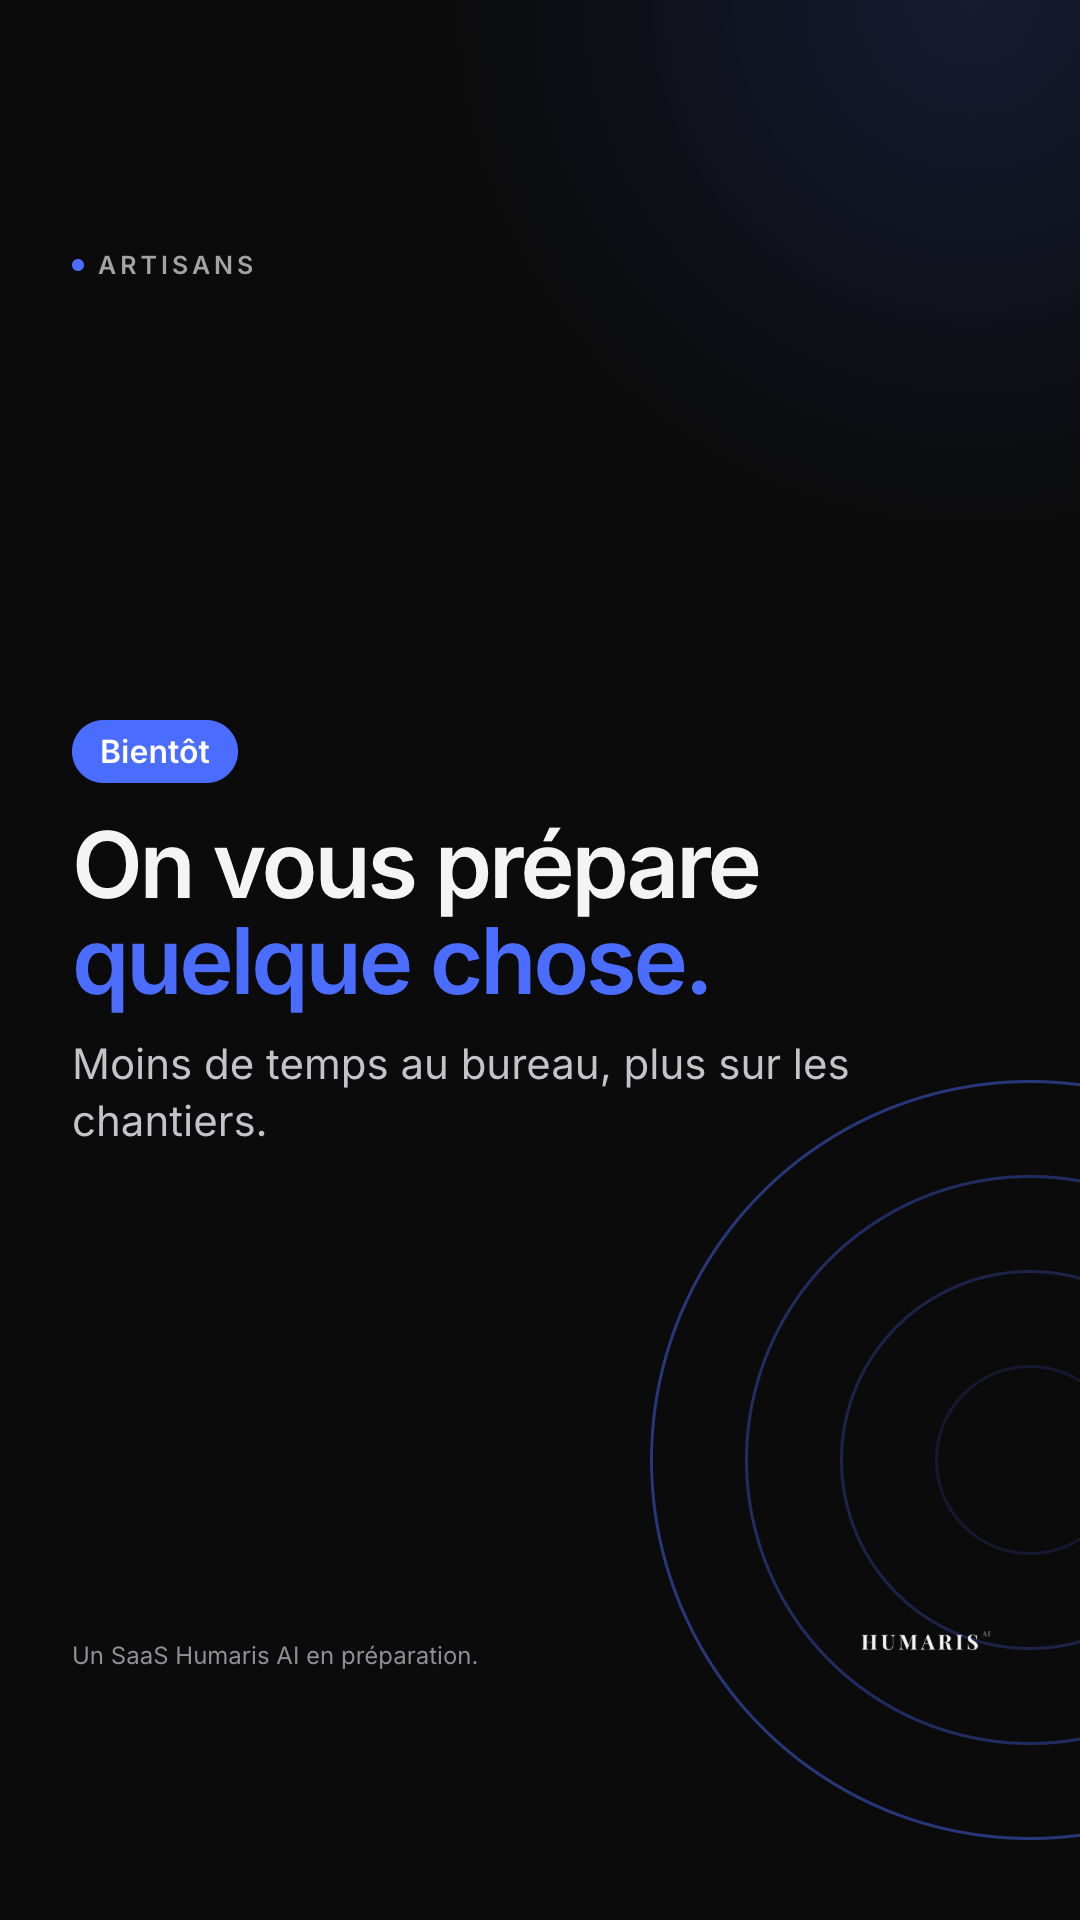 ARTISANS
Bientôt
On vous prépare
quelque chose.
Moins de temps au bureau, plus sur les
chantiers.
Un SaaS Humaris AI en préparation.
HUMARIS AI